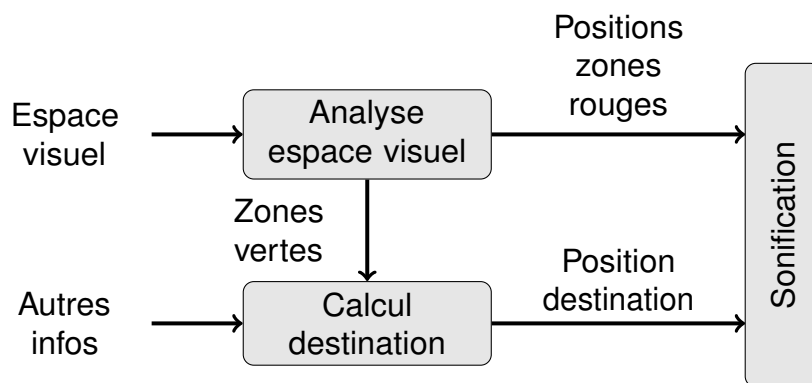 Positions
zones
rouges
Espace
visuel
Analyse
espace visuel
Zones
vertes
Sonification
Autres
infos
Calcul
destination
Position
destination